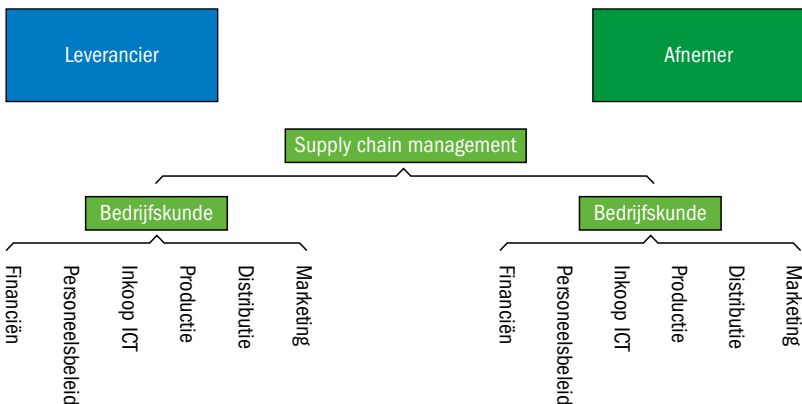 Leverancier
Afnemer
Supply chain management
Bedrijfskunde
Bedrijfskunde
Financiën
Personeelsbeleid
Inkoop ICT
Productie
Distributie
Marketing
Financiën
Personeelsbeleid
Inkoop ICT
Productie
Distributie
Marketing